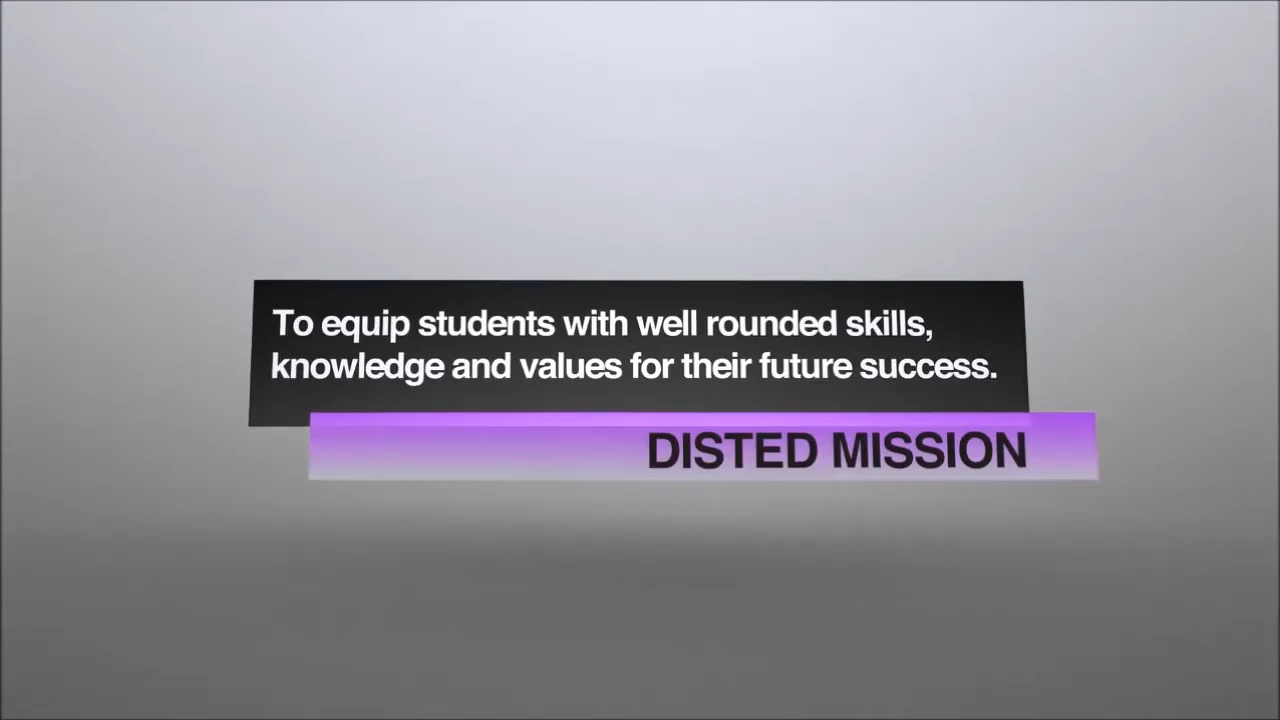 To equip students with well rounded skills,
knowledge and values for their future success.
DISTED MISSION